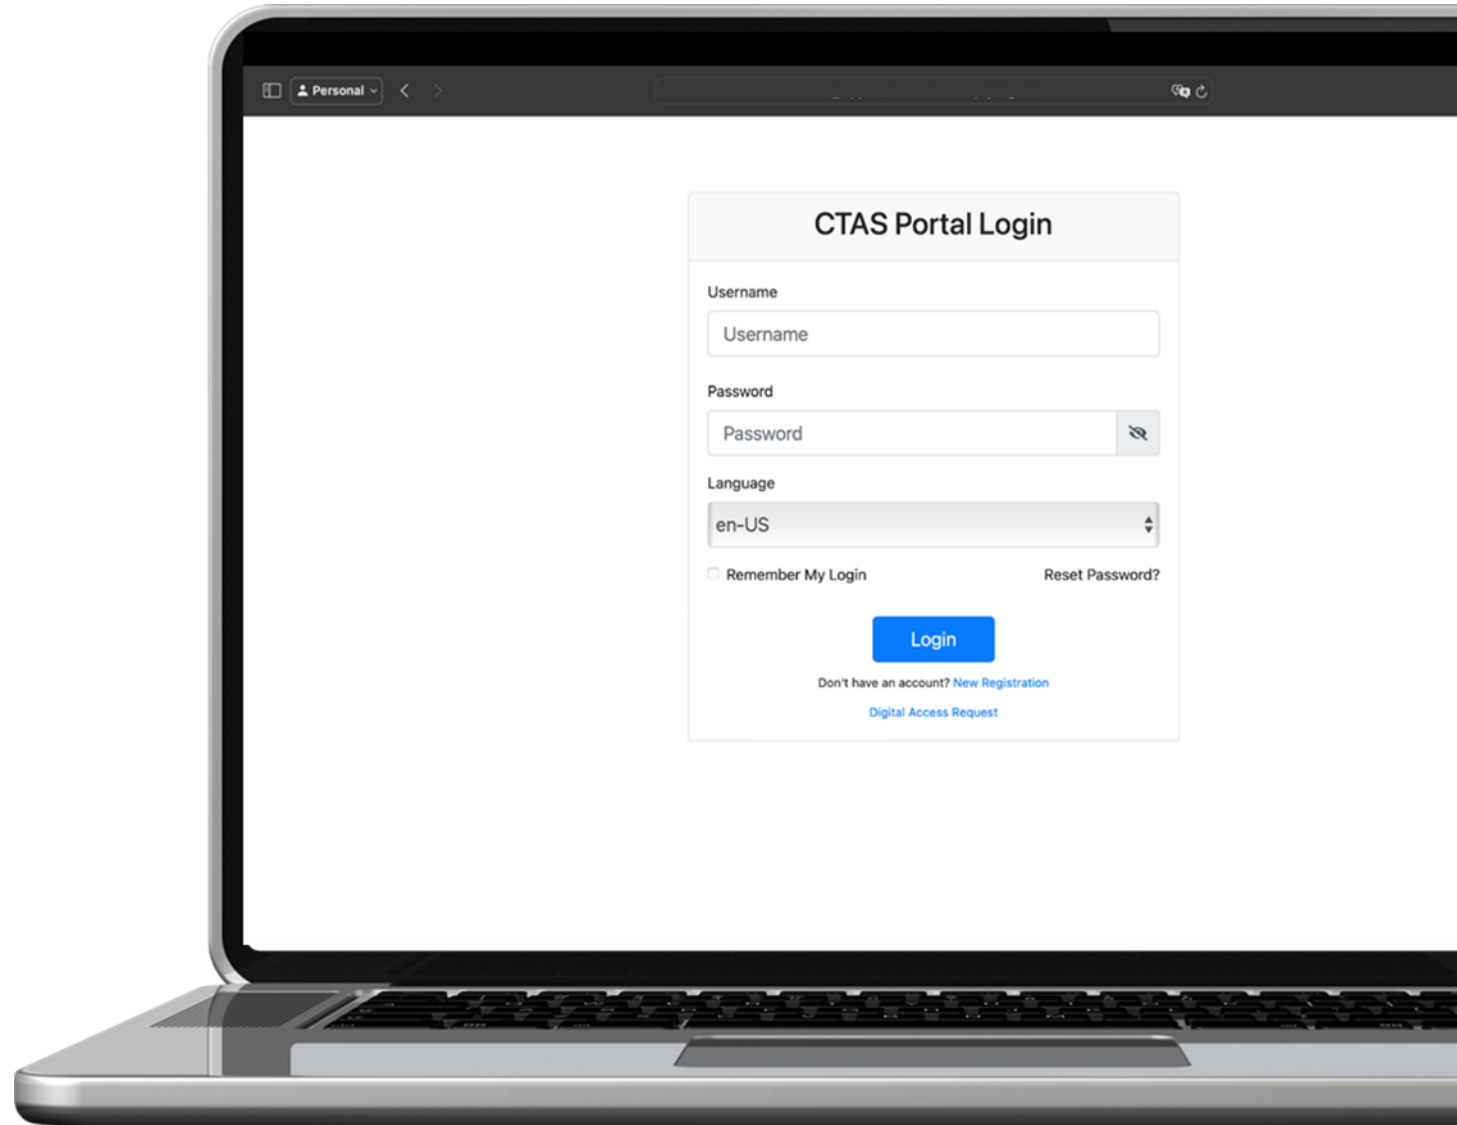 Personal
CTAS Portal Login
Username
Username
Password
Password
Language
en-US
Remember My Login Reset Password?
Login
Don't have an account? New Registration
Digital Access Request